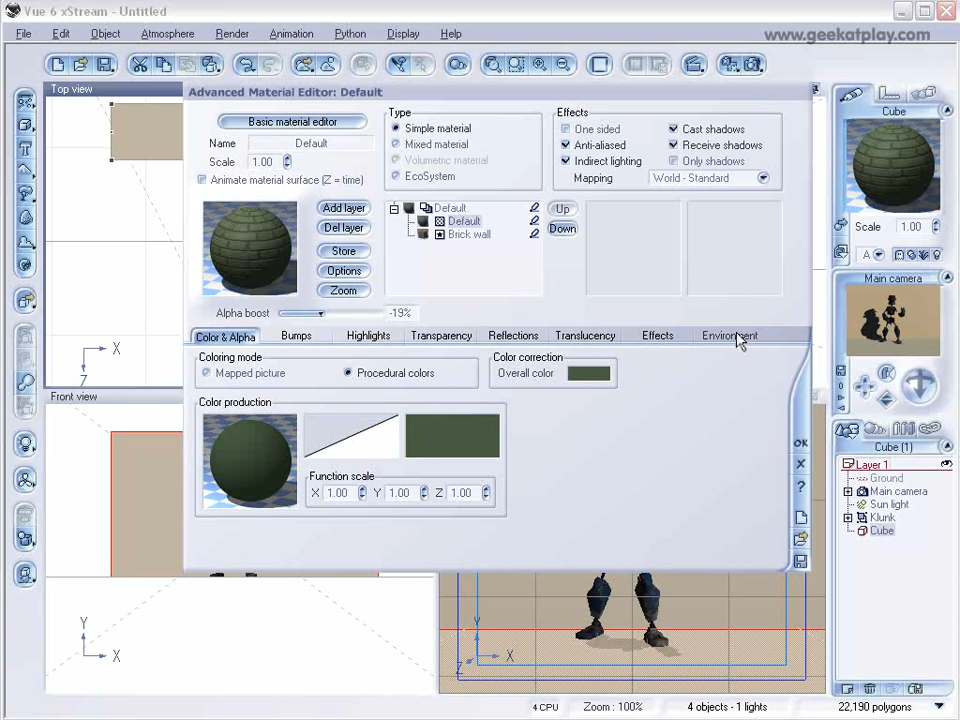 Vue 6 xStream - Untitled
File Edit Object Atmosphere Render Animation Python Display Help
www.geekatplay.com
Top view
Advanced Material Editor: Default
Basic material editor
Name Default
Scale 1.00
Animate material surface (Z = time)
Type
Simple material
Mixed material
Volumetric material
EcoSystem
Effects
One sided Cast shadows
Anti-aliased Receive shadows
Indirect lighting Only shadows
Mapping World - Standard
Add layer
Del layer
Store
Options
Zoom
Default
Default
Brick wall
Up
Down
Alpha boost -19%
Color & Alpha Bumps Highlights Transparency Reflections Translucency Effects Environment
Coloring mode
Mapped picture Procedural colors
Color correction
Overall color
Color production
Function scale
X 1.00 Y 1.00 Z 1.00
OK
X
Z
Front view
Y
X
Y
X
Z
Cube
Scale 1.00
A
Main camera
Cube (1)
Layer 1
Ground
Main camera
Sun light
Klunk
Cube
4 CPU Zoom : 100% 4 objects - 1 lights 22,190 polygons